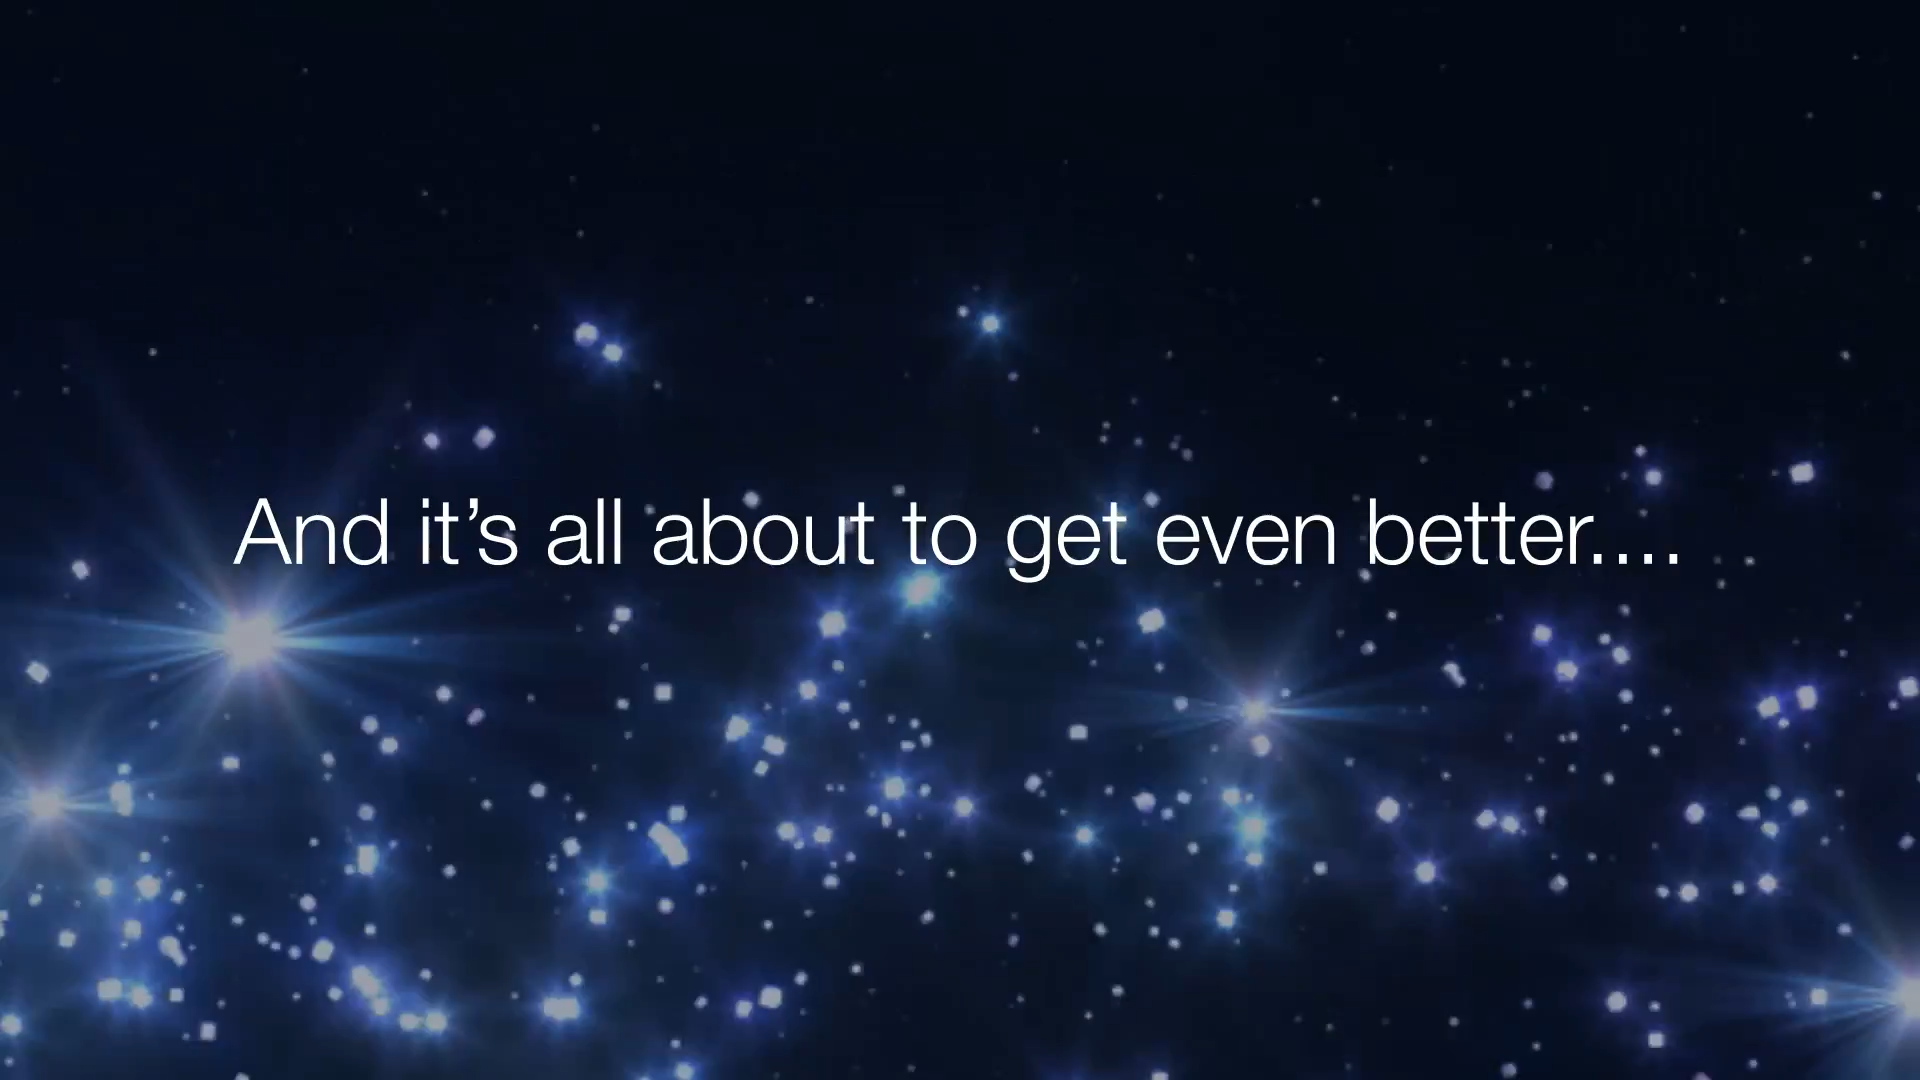 And it’s all about to get even better....